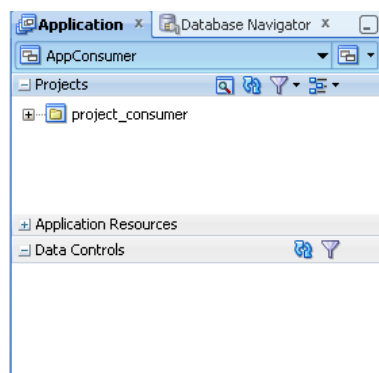 Application Database Navigator
AppConsumer
Projects
project_consumer
Application Resources
Data Controls